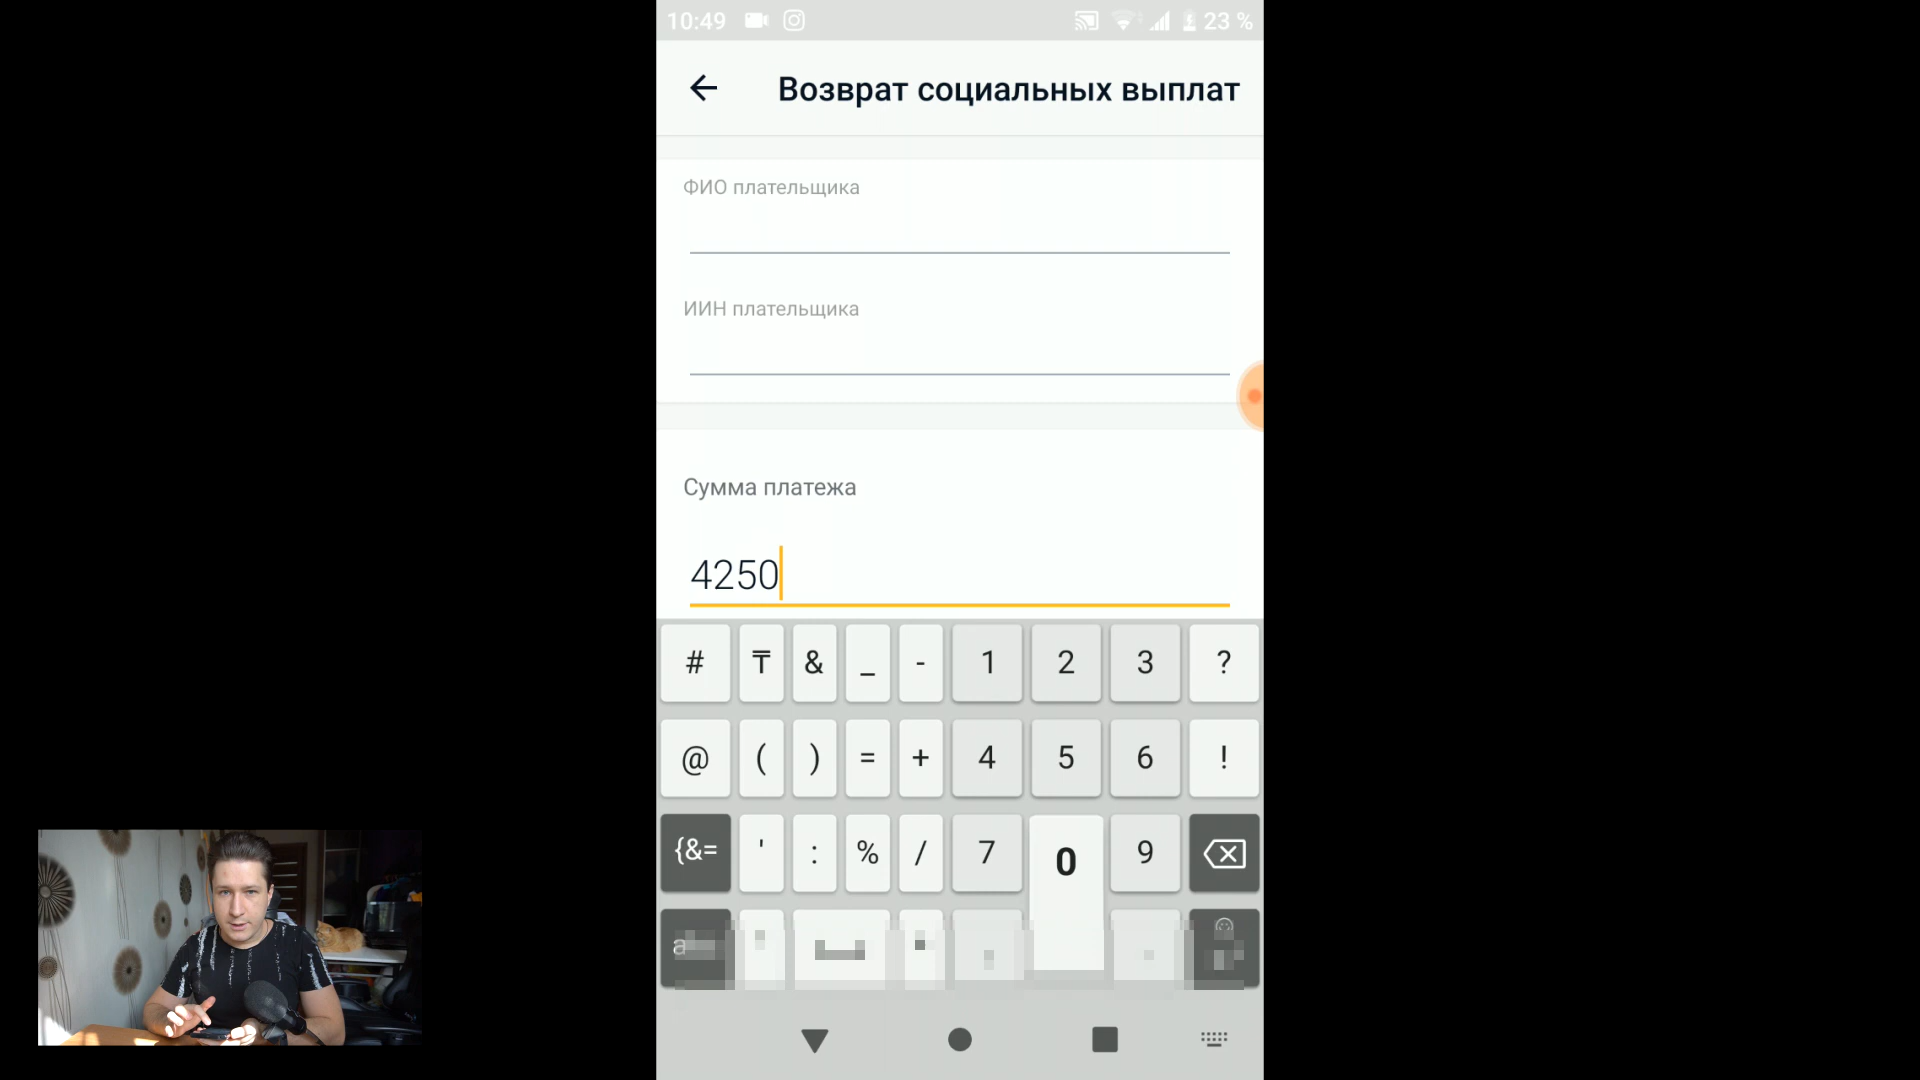 10:49 23 %
Возврат социальных выплат
ФИО плательщика
ИИН плательщика
Сумма платежа
4250
# ₸ & _ - 1 2 3 ?
@ ( ) = + 4 5 6 !
{&= ' : % / 7 0 9